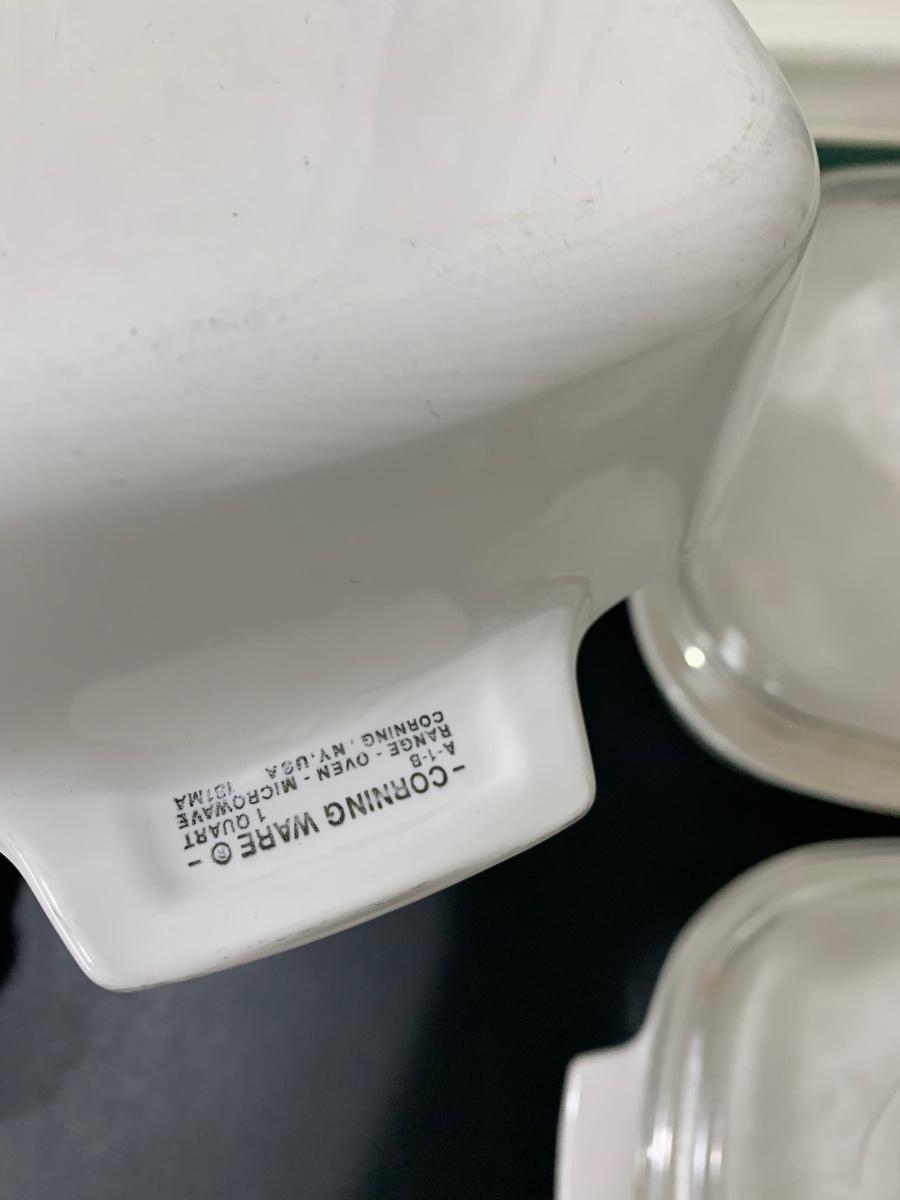 -CORNING WARE® -
A-1-B 1 QUART
RANGE - OVEN - MICROWAVE
CORNING , NY.USA 181MA